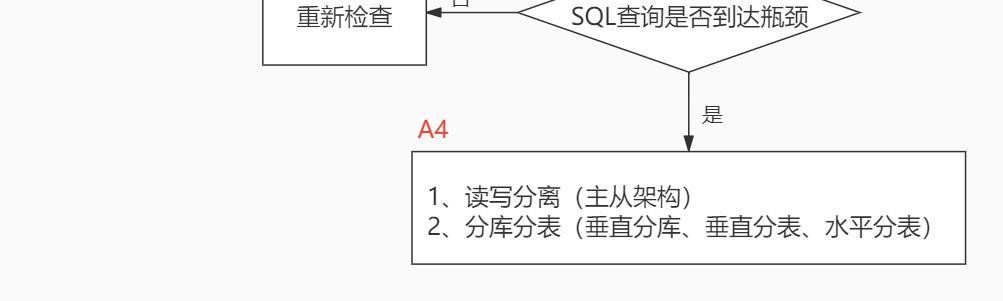 重新检查
SQL查询是否到达瓶颈
是
A4
1、读写分离（主从架构）
2、分库分表（垂直分库、垂直分表、水平分表）